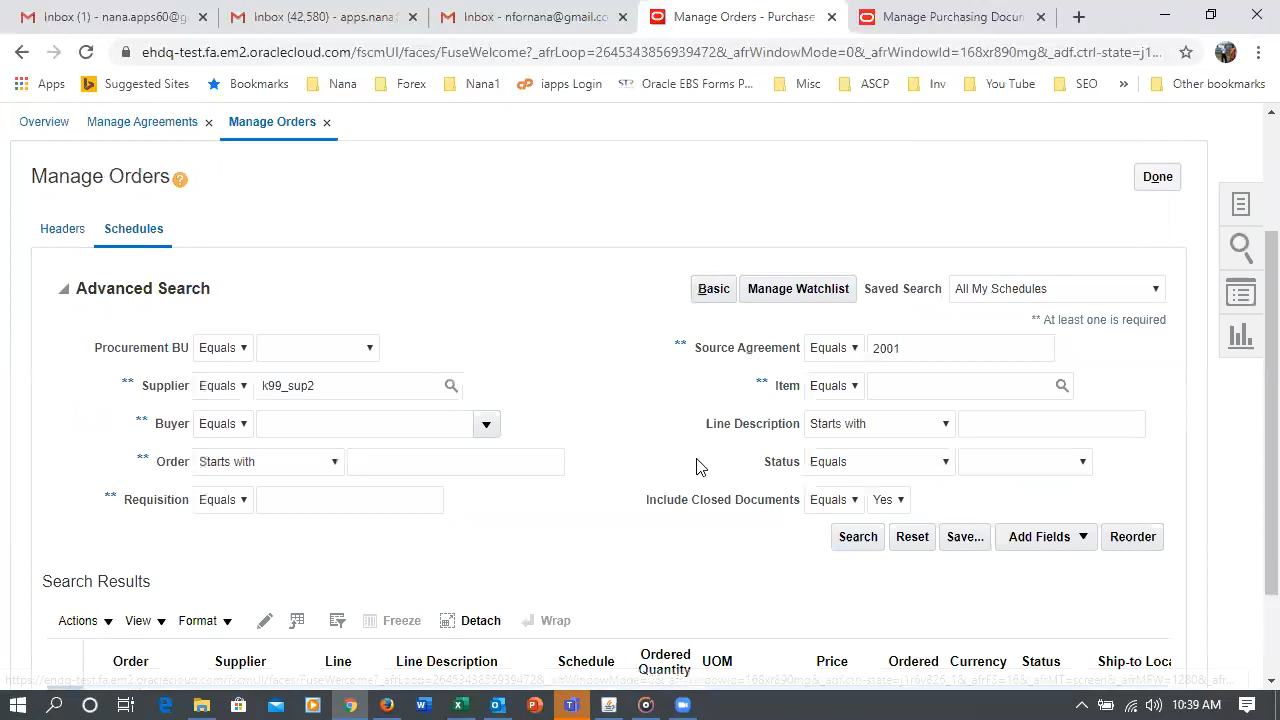 Inbox (1) - nana.appsp@g
Inbox (42,580) - apps.nana
Inbox - nfornana@gmail.co
Manage Orders - Purchase
Manage Purchasing Docum
ehdq-test.fa.em2.oraclecloud.com/fscmUI/faces/FuseWelcome?_afrLoop=26453438569394​72&_afrWindowMode=0&_afrWindowId=168xr890mg&_adf.ctrl-state=j1...
Apps Suggested Sites Bookmarks Nana Forex Nana1 iapps Login Oracle EBS Forms P... Misc ASCP Inv You Tube SEO » Other bookmarks
Overview Manage Agreements Manage Orders
Manage Orders
Done
Headers Schedules
Advanced Search Basic Manage Watchlist Saved Search All My Schedules
** At least one is required
Procurement BU Equals ** Source Agreement Equals 2001
** Supplier Equals k99_sup2 ** Item Equals
** Buyer Equals Line Description Starts with
** Order Starts with Status Equals
** Requisition Equals Include Closed Documents Equals Yes
Search Reset Save... Add Fields Reorder
Search Results
Actions View Format Freeze Detach Wrap
Order Supplier Line Line Description Schedule Ordered Quantity UOM Price Ordered Currency Status Ship-to Loca
10:39 AM